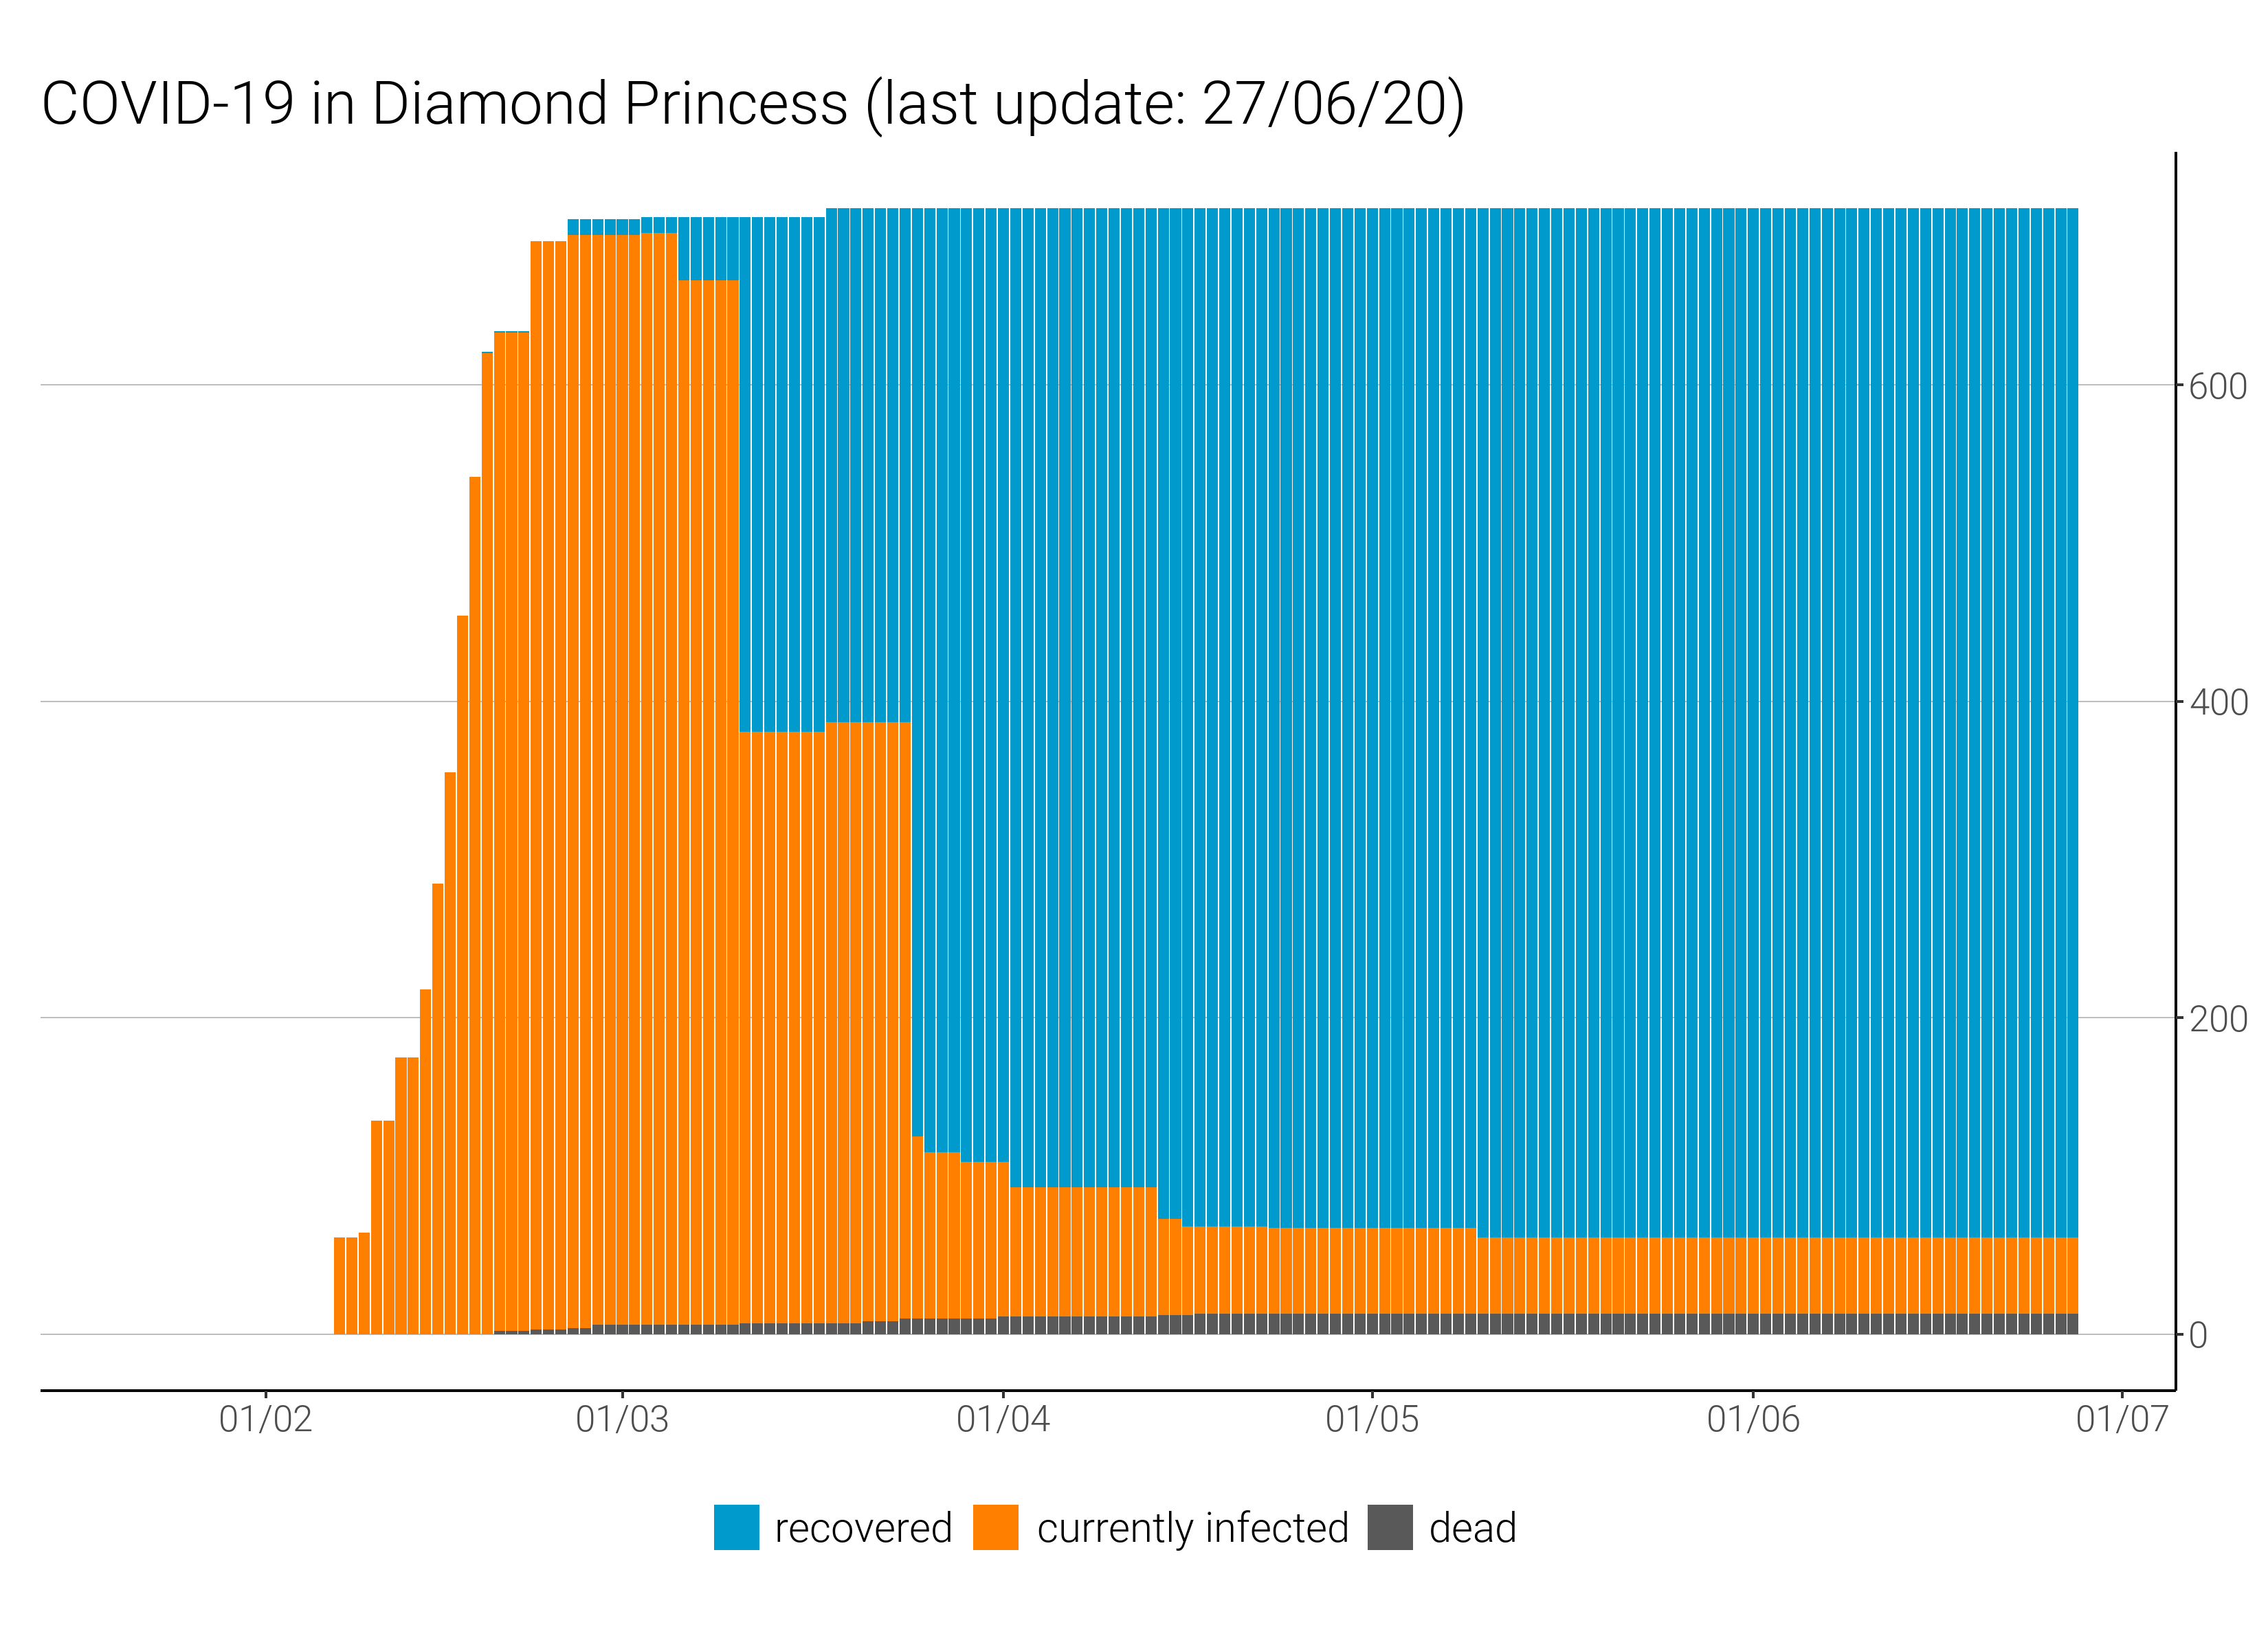 COVID-19 in Diamond Princess (last update: 27/06/20)
600
400
200
0
01/02 01/03 01/04 01/05 01/06 01/07
recovered currently infected dead